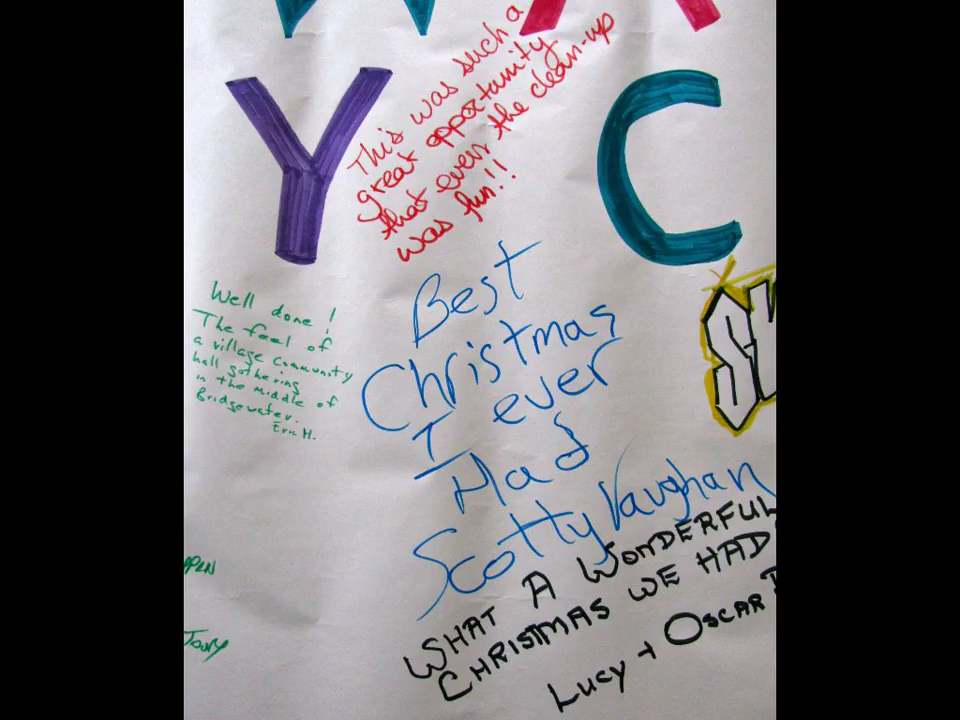 Y C
This was such a
great opportunity
that even the clean-up
was fun!!
Well done!
The feel of
a village community
hall gathering
in the middle of
Bridgewater.
Eric H.
Best
Christmas
I ever
Had
Scotty Vaughan
WHAT A WONDERFUL
CHRISTMAS WE HAD
Lucy + OSCAR